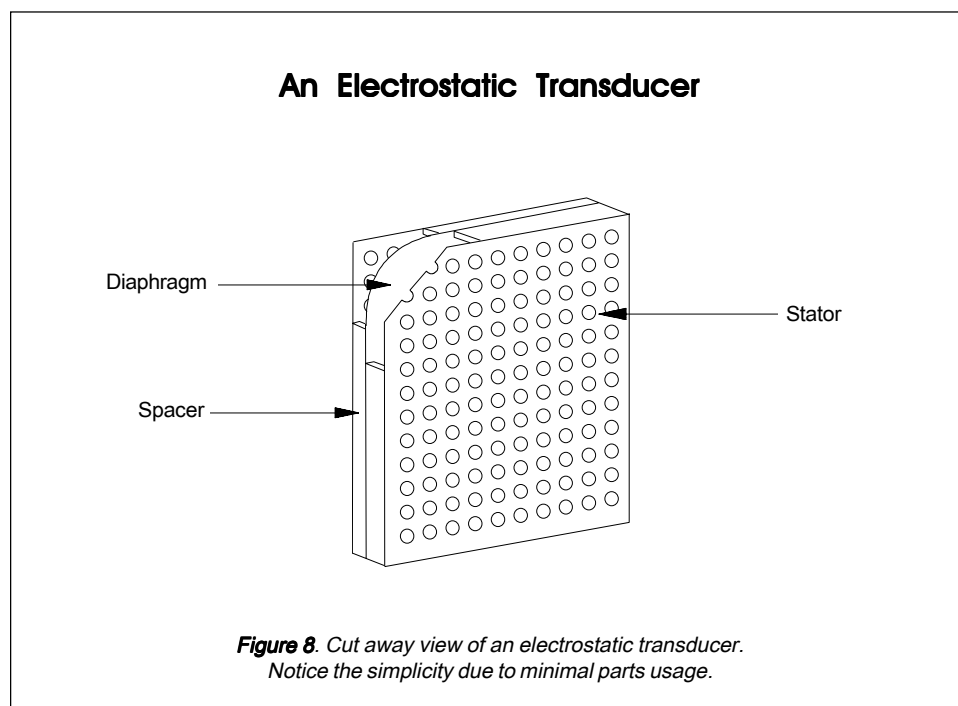 An Electrostatic Transducer
Diaphragm
Stator
Spacer
Figure 8. Cut away view of an electrostatic transducer.
Notice the simplicity due to minimal parts usage.